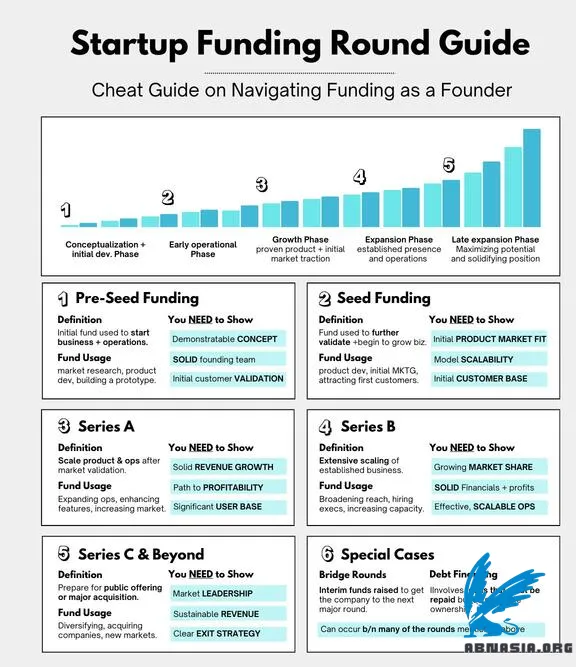 Startup Funding Round Guide
Cheat Guide on Navigating Funding as a Founder
1
2
3
4
5
Conceptualization +
initial dev. Phase
Early operational
Phase
Growth Phase
proven product + initial
market traction
Expansion Phase
established presence
and operations
Late expansion Phase
Maximizing potential
and solidifying position
1 Pre-Seed Funding
Definition
Initial fund used to start
business + operations.
Fund Usage
market research, product
dev, building a prototype.
You NEED to Show
Demonstratable CONCEPT
SOLID founding team
Initial customer VALIDATION
2 Seed Funding
Definition
Fund used to further
validate +begin to grow biz.
Fund Usage
product dev, initial MKTG,
attracting first customers.
You NEED to Show
Initial PRODUCT MARKET FIT
Model SCALABILITY
Initial CUSTOMER BASE
3 Series A
Definition
Scale product & ops after
market validation.
Fund Usage
Expanding ops, enhancing
features, increasing market.
You NEED to Show
Solid REVENUE GROWTH
Path to PROFITABILITY
Significant USER BASE
4 Series B
Definition
Extensive scaling of
established business.
Fund Usage
Broadening reach, hiring
execs, increasing capacity.
You NEED to Show
Growing MARKET SHARE
SOLID Financials + profits
Effective, SCALABLE OPS
5 Series C & Beyond
Definition
Prepare for public offering
or major acquisition.
Fund Usage
Diversifying, acquiring
companies, new markets.
You NEED to Show
Market LEADERSHIP
Sustainable REVENUE
Clear EXIT STRATEGY
6 Special Cases
Bridge Rounds
Interim funds raised to get
the company to the next
major round.
Debt Financing
Involves be
repaid
ownership
Can occur b/n many of the rounds above
ABNASIA.ORG